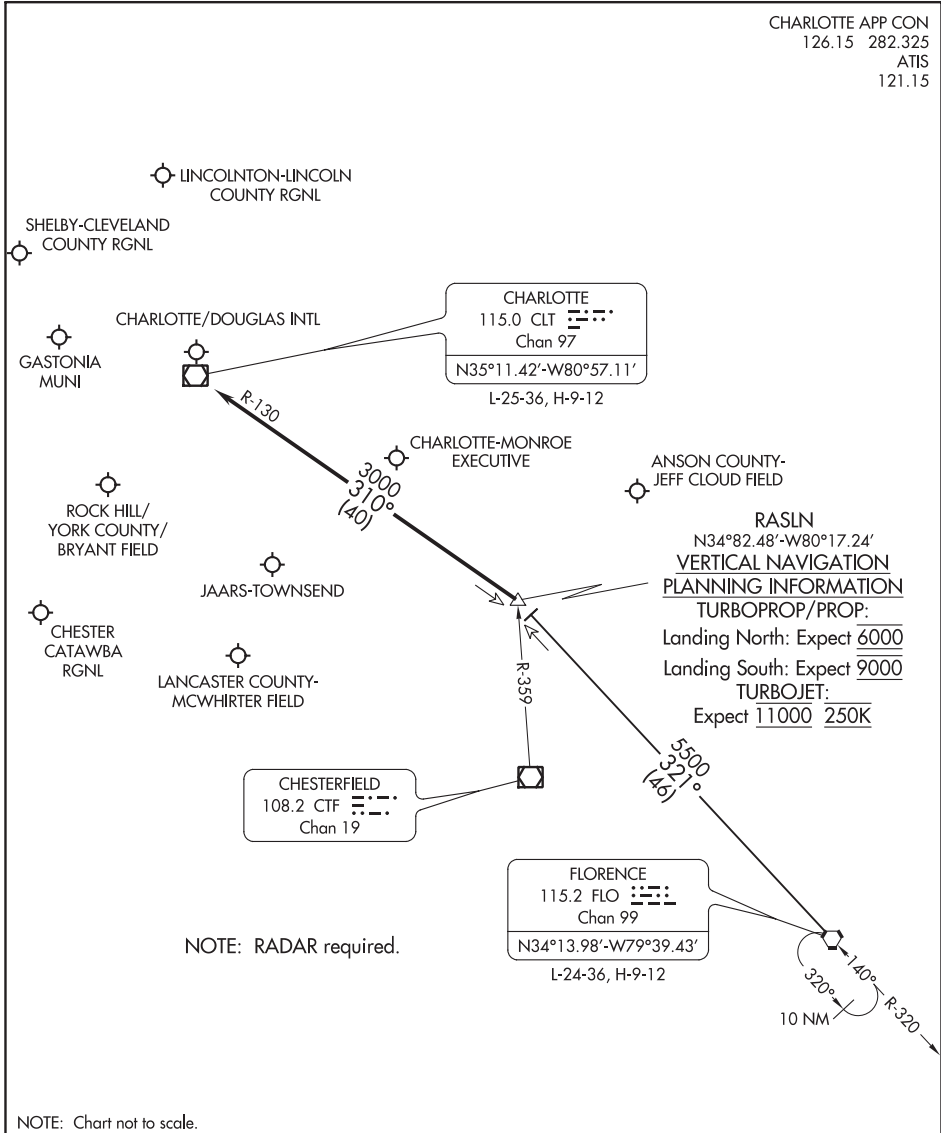 CHARLOTTE APP CON
126.15 282.325
ATIS
121.15
LINCOLNTON-LINCOLN
COUNTY RGNL
SHELBY-CLEVELAND
COUNTY RGNL
CHARLOTTE/DOUGLAS INTL
GASTONIA
MUNI
CHARLOTTE
115.0 CLT
Chan 97
N35°11.42'-W80°57.11'
L-25-36, H-9-12
R-130
CHARLOTTE-MONROE
EXECUTIVE
3000
310°
(40)
ANSON COUNTY-
JEFF CLOUD FIELD
ROCK HILL/
YORK COUNTY/
BRYANT FIELD
JAARS-TOWNSEND
CHESTER
CATAWBA
RGNL
LANCASTER COUNTY-
MCWHIRTER FIELD
RASLN
N34°82.48'-W80°17.24'
VERTICAL NAVIGATION
PLANNING INFORMATION
TURBOPROP/PROP:
Landing North: Expect 6000
Landing South: Expect 9000
TURBOJET:
Expect 11000 250K
R-359
5500
321°
(46)
CHESTERFIELD
108.2 CTF
Chan 19
FLORENCE
115.2 FLO
Chan 99
N34°13.98'-W79°39.43'
L-24-36, H-9-12
NOTE: RADAR required.
320°
140°
R-320
10 NM
NOTE: Chart not to scale.